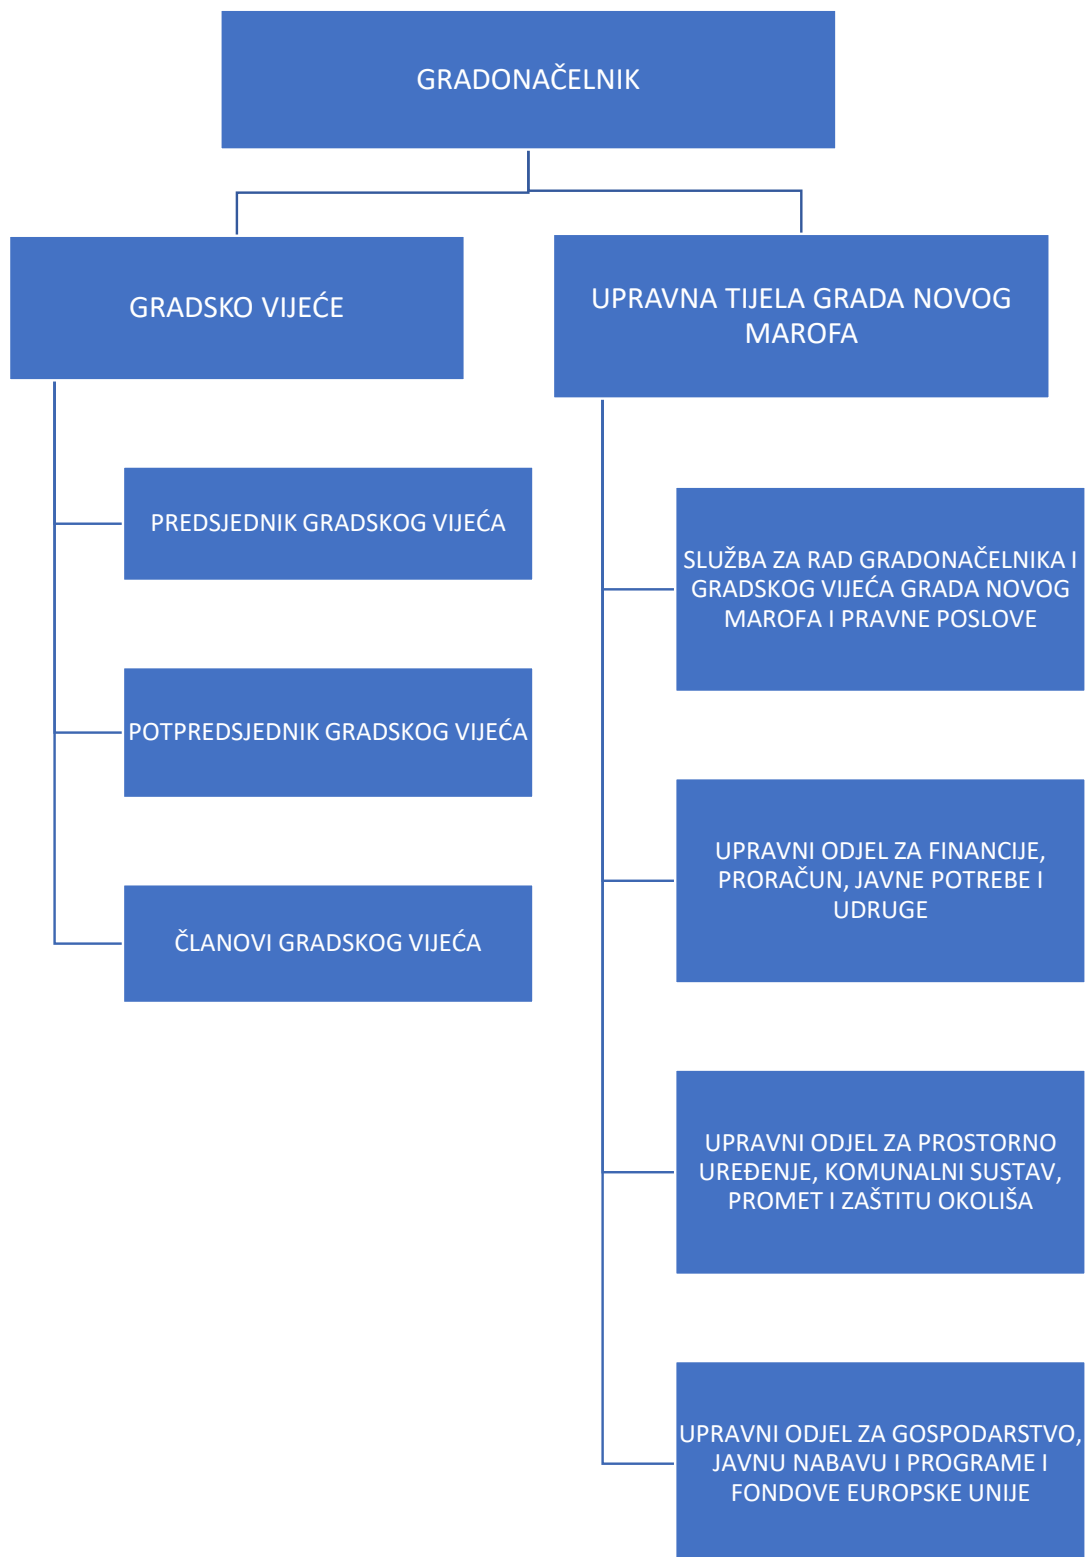 GRADONAČELNIK
GRADSKO VIJEĆE
PREDSJEDNIK GRADSKOG VIJEĆA
POTPREDSJEDNIK GRADSKOG VIJEĆA
ČLANOVI GRADSKOG VIJEĆA
UPRAVNA TIJELA GRADA NOVOG
MAROFA
SLUŽBA ZA RAD GRADONAČELNIKA I
GRADSKOG VIJEĆA GRADA NOVOG
MAROFA I PRAVNE POSLOVE
UPRAVNI ODJEL ZA FINANCIJE,
PRORAČUN, JAVNE POTREBE I
UDRUGE
UPRAVNI ODJEL ZA PROSTORNO
UREĐENJE, KOMUNALNI SUSTAV,
PROMET I ZAŠTITU OKOLIŠA
UPRAVNI ODJEL ZA GOSPODARSTVO,
JAVNU NABAVU I PROGRAME I
FONDOVE EUROPSKE UNIJE